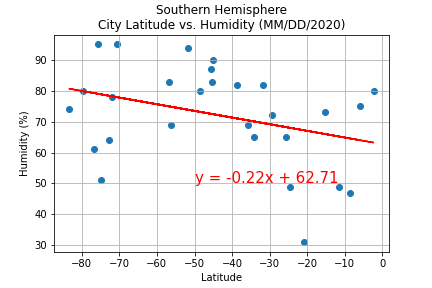 Southern Hemisphere
City Latitude vs. Humidity (MM/DD/2020)
90
80
70
60
50
40
30
Humidity (%)
y = -0.22x + 62.71
−80 −70 −60 −50 −40 −30 −20 −10 0
Latitude